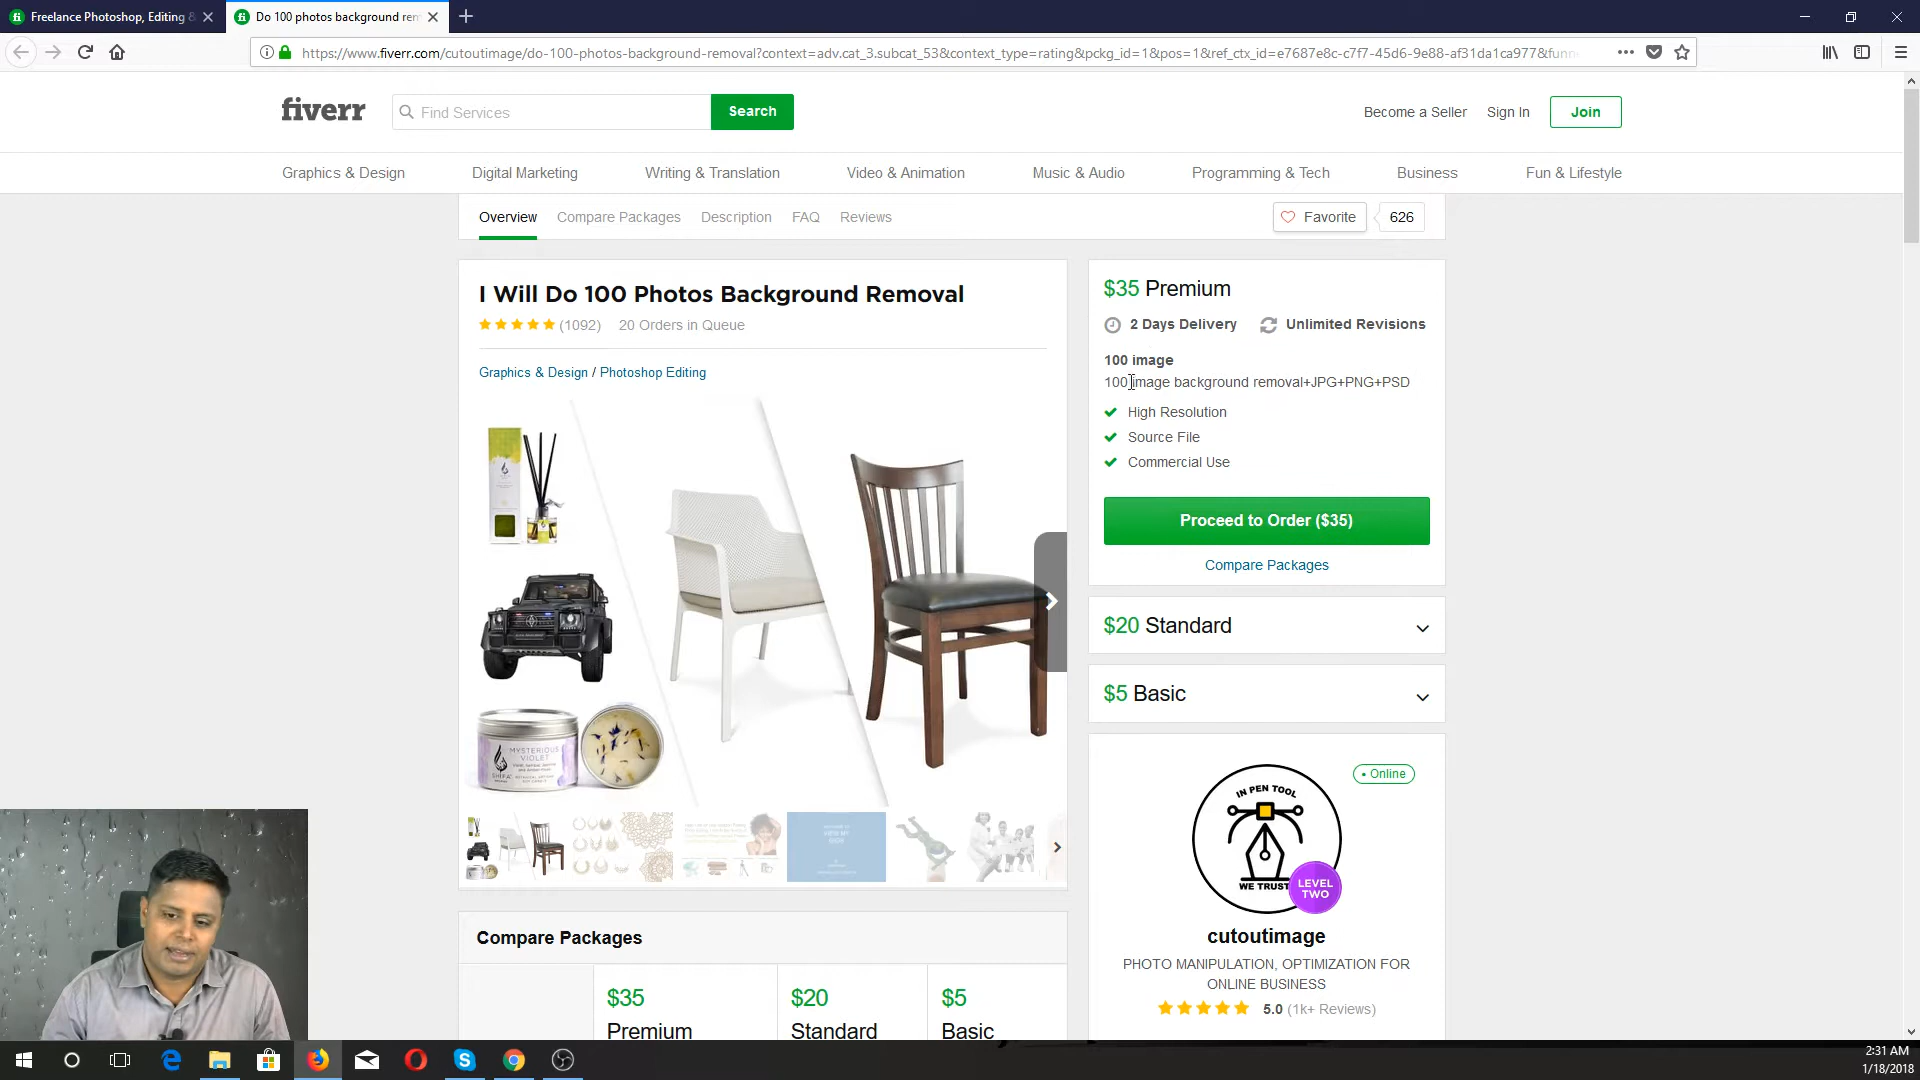 Freelance Photoshop, Editing &
Do 100 photos background rem
https://www.fiverr.com/cutoutimage/do-100-photos-background-removal?context=adv.cat_3.subcat_53&context_type=rating&pckg_id=1&pos=1&ref_ctx_id=e7687e8c-c7f7-45d6-9e88-af31da1ca977&funn
fiverr
Find Services
Search
Become a Seller
Sign In
Join
Graphics & Design
Digital Marketing
Writing & Translation
Video & Animation
Music & Audio
Programming & Tech
Business
Fun & Lifestyle
Overview
Compare Packages
Description
FAQ
Reviews
Favorite
626
I Will Do 100 Photos Background Removal
(1092) 20 Orders in Queue
Graphics & Design / Photoshop Editing
MYSTERIOUS
VIOLET
$35 Premium
2 Days Delivery
Unlimited Revisions
100 image
100 image background removal+JPG+PNG+PSD
High Resolution
Source File
Commercial Use
Proceed to Order ($35)
Compare Packages
$20 Standard
$5 Basic
• Online
IN PEN TOOL
WE TRUST
LEVEL
TWO
cutoutimage
PHOTO MANIPULATION, OPTIMIZATION FOR
ONLINE BUSINESS
5.0 (1k+ Reviews)
Compare Packages
$35
Premium
$20
Standard
$5
Basic
2:31 AM
1/18/2018